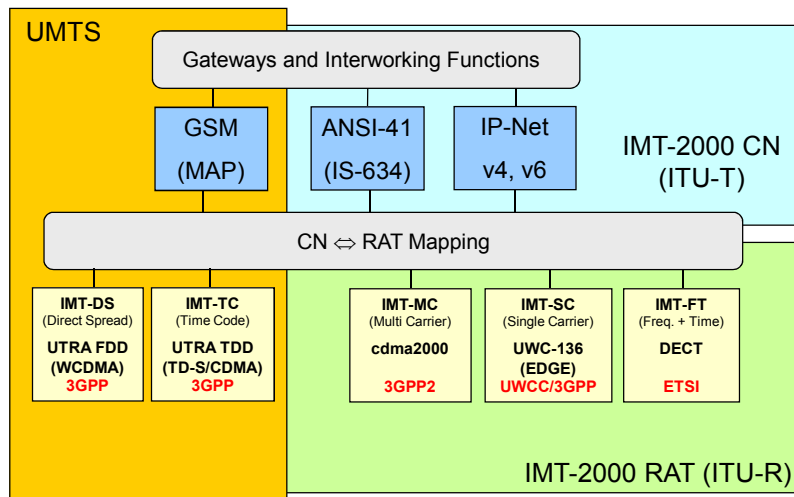 UMTS
Gateways and Interworking Functions
GSM
(MAP)
ANSI-41
(IS-634)
IP-Net
v4, v6
IMT-2000 CN
(ITU-T)
CN ⇔ RAT Mapping
IMT-DS
(Direct Spread)
UTRA FDD
(WCDMA)
3GPP
IMT-TC
(Time Code)
UTRA TDD
(TD-S/CDMA)
3GPP
IMT-MC
(Multi Carrier)
cdma2000
3GPP2
IMT-SC
(Single Carrier)
UWC-136
(EDGE)
UWCC/3GPP
IMT-FT
(Freq. + Time)
DECT
ETSI
IMT-2000 RAT (ITU-R)